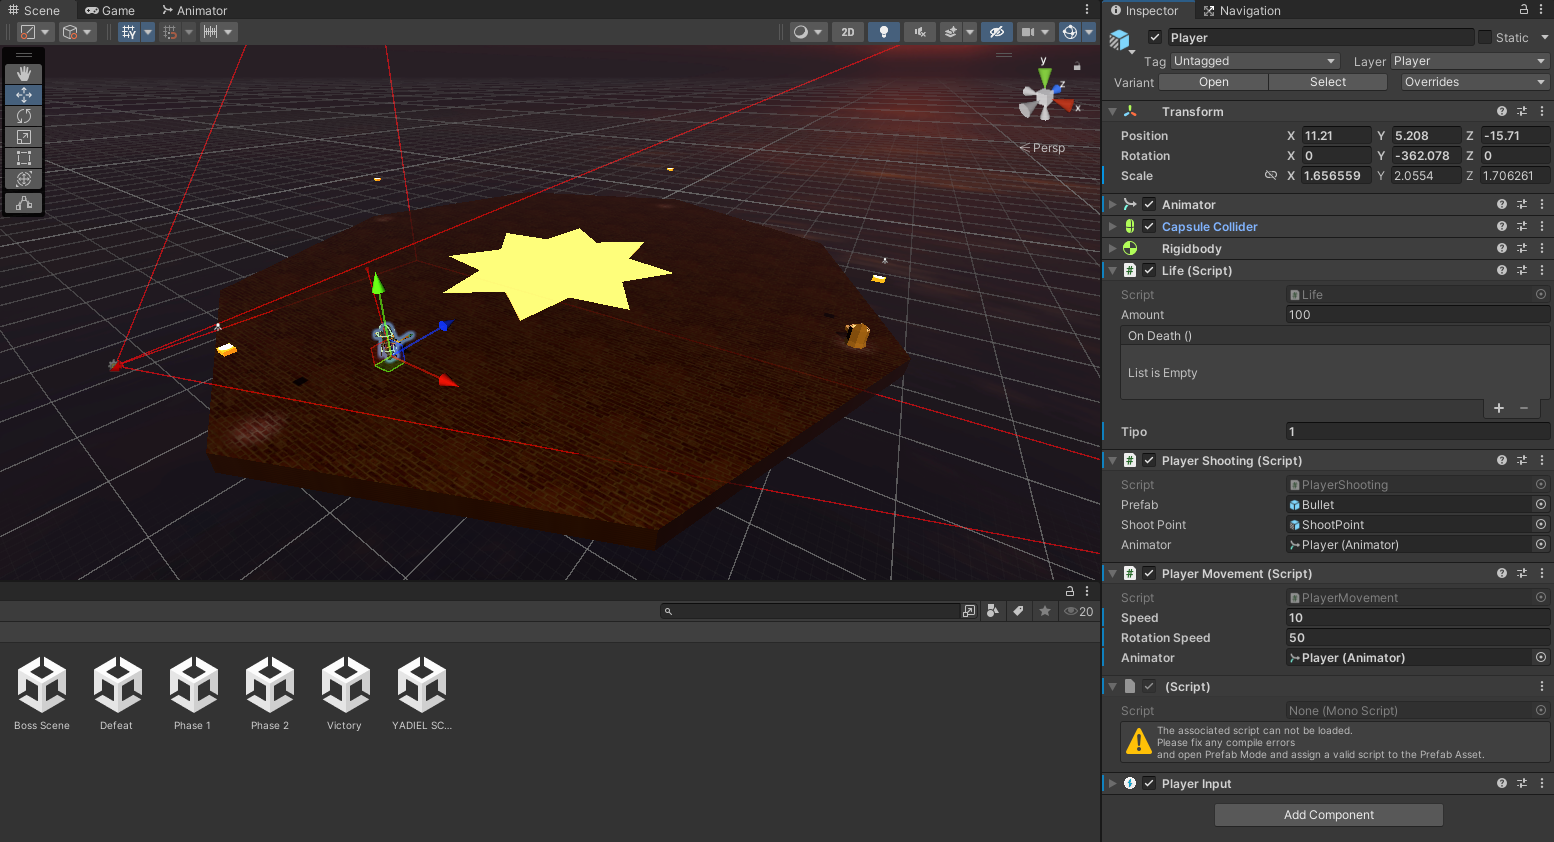 Scene
Game
Animator
2D
y
z
x
Persp
20
Boss Scene
Defeat
Phase 1
Phase 2
Victory
YADIEL SC...
Inspector
Navigation
Player
Static
Tag Untagged Layer Player
Variant Open Select Overrides
Transform
Position X 11.21 Y 5.208 Z -15.71
Rotation X 0 Y -362.078 Z 0
Scale X 1.656559 Y 2.0554 Z 1.706261
Animator
Capsule Collider
Rigidbody
Life (Script)
Script Life
Amount 100
On Death ()
List is Empty
Tipo 1
Player Shooting (Script)
Script PlayerShooting
Prefab Bullet
Shoot Point ShootPoint
Animator Player (Animator)
Player Movement (Script)
Script PlayerMovement
Speed 10
Rotation Speed 50
Animator Player (Animator)
(Script)
Script None (Mono Script)
The associated script can not be loaded.
Please fix any compile errors
and open Prefab Mode and assign a valid script to the Prefab Asset.
Player Input
Add Component